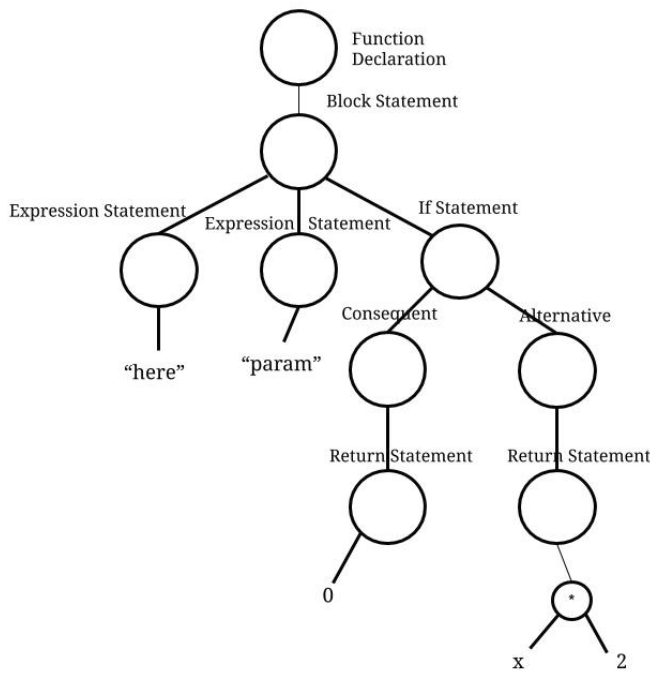 Function
Declaration
Block Statement
Expression Statement
Expression Statement
If Statement
Consequent
Alternative
“here”
“param”
Return Statement
Return Statement
0
*
x
2